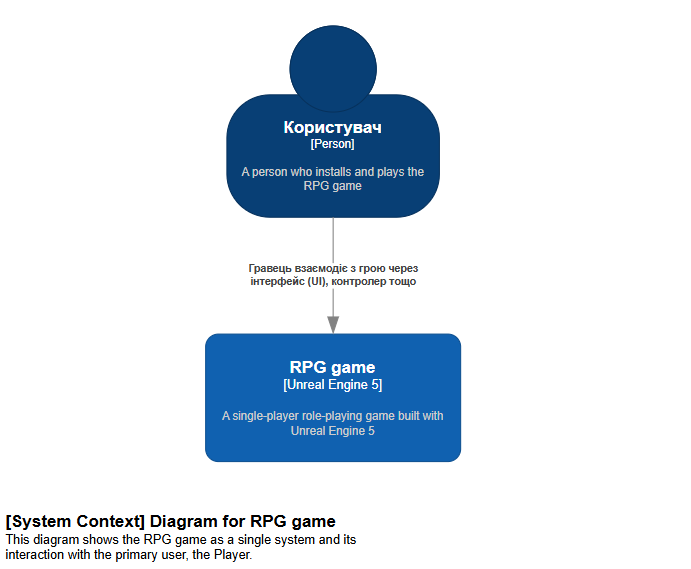 Користувач
[Person]
A person who installs and plays the
RPG game
Гравець взаємодіє з грою через
інтерфейс (UI), контролер тощо
RPG game
[Unreal Engine 5]
A single-player role-playing game built with
Unreal Engine 5
[System Context] Diagram for RPG game
This diagram shows the RPG game as a single system and its
interaction with the primary user, the Player.